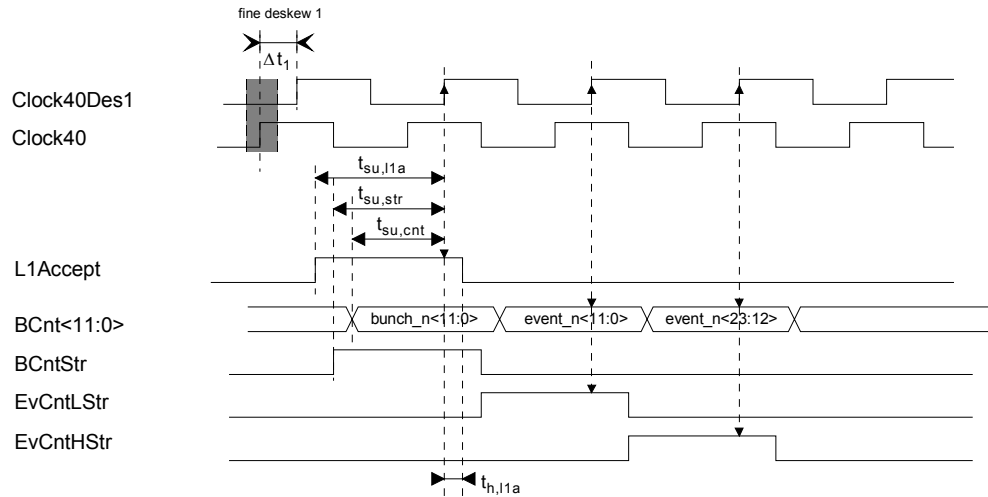 fine deskew 1
Δt1
Clock40Des1
Clock40
tsu,l1a
tsu,str
tsu,cnt
L1Accept
BCnt<11:0>
bunch_n<11:0>
event_n<11:0>
event_n<23:12>
BCntStr
EvCntLStr
EvCntHStr
th,l1a